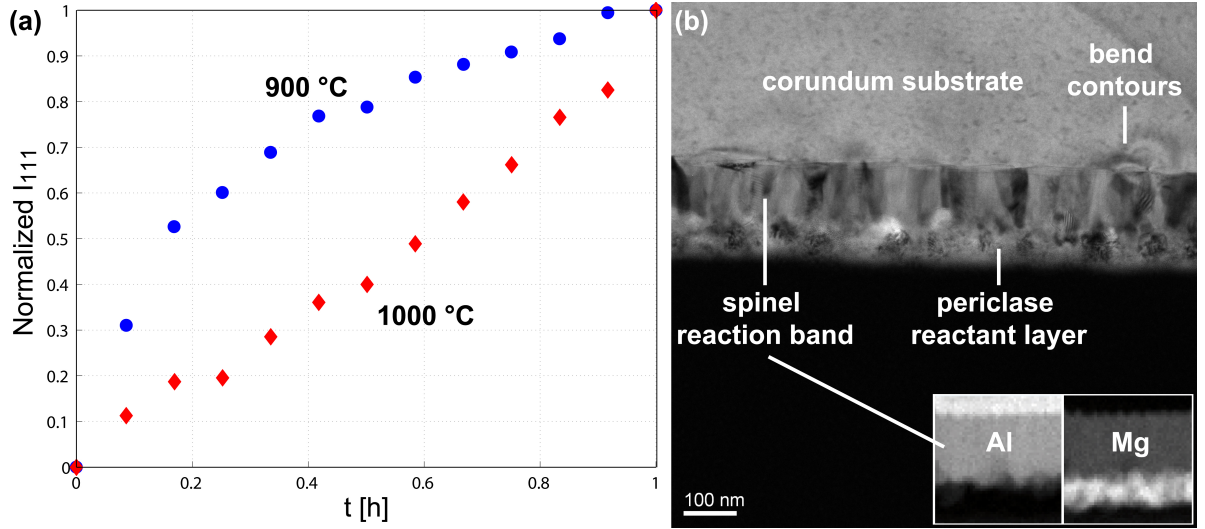 (a)
Normalized I111
1
0.9
0.8
0.7
0.6
0.5
0.4
0.3
0.2
0.1
0
900 °C
1000 °C
0
0.2
0.4
0.6
0.8
1
t [h]
(b)
corundum substrate
bend
contours
spinel
reaction band
periclase
reactant layer
Al
Mg
100 nm